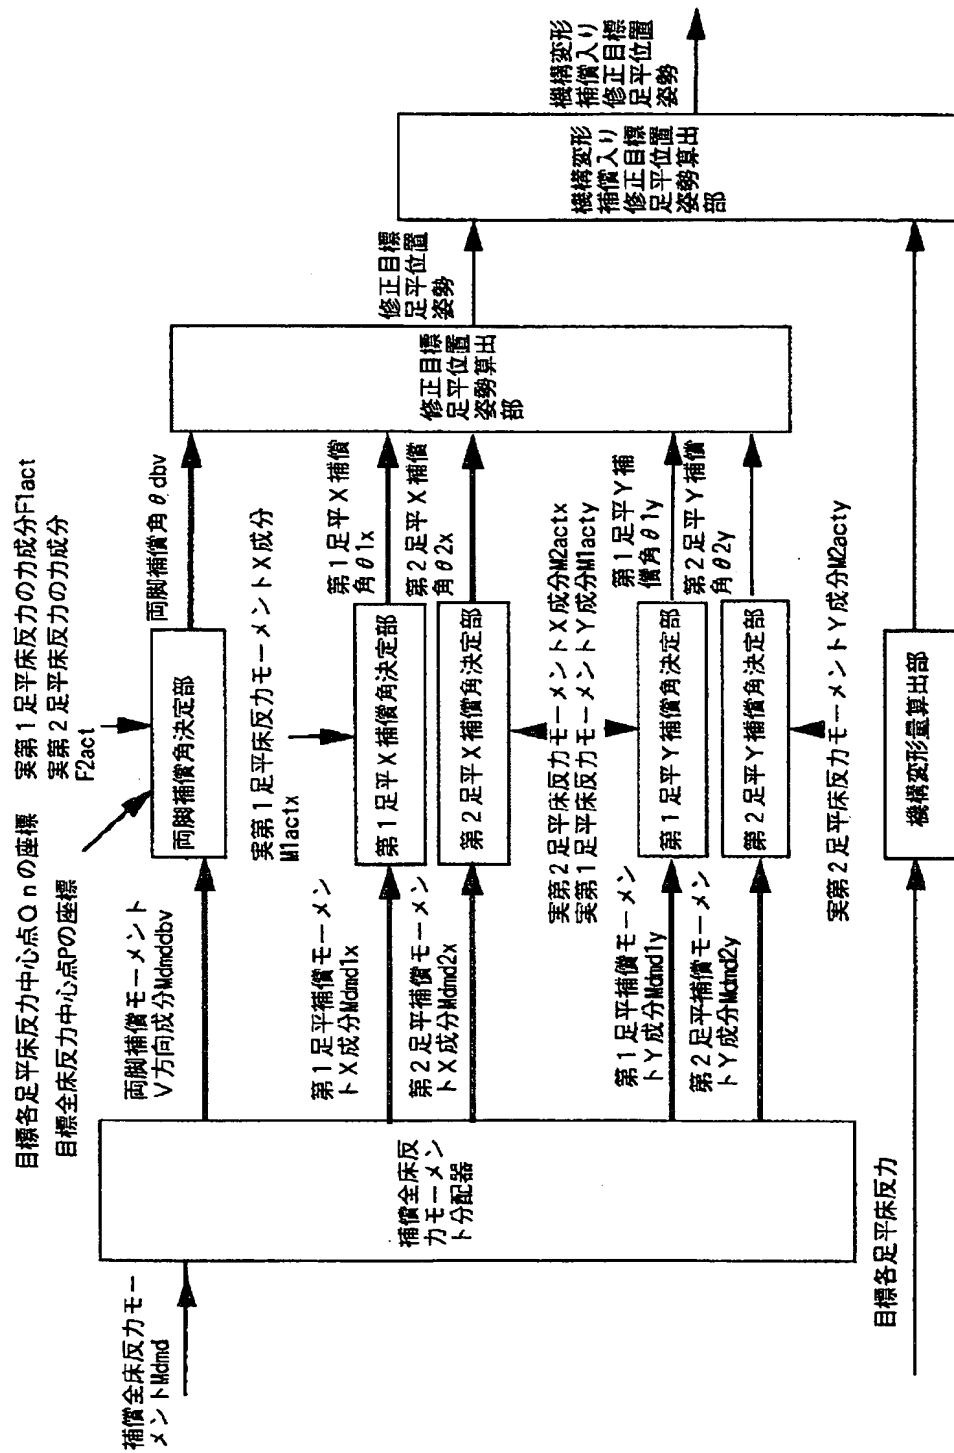 補償全床反力モー
メントMdmd
補償全床反
力モーメン
ト分配器
目標各足平床反力中心点Qnの座標
目標全床反力中心点Pの座標
実第1足平床反力の力成分F1act
実第2足平床反力の力成分
F2act
両脚補償モーメント
V方向成分Mdmddbv
両脚補償角決定部
両脚補償角θdbv
実第1足平床反力モーメントX成分
M1actx
第1足平補償モーメン
トX成分Mdmd1x
第1足平X補償角決定部
第1足平X補償
角θ1x
第2足平補償モーメン
トX成分Mdmd2x
第2足平X補償角決定部
第2足平X補償
角θ2x
実第2足平床反力モーメントX成分M2actx
実第1足平床反力モーメントY成分M1acty
第1足平補償モーメン
トY成分Mdmd1y
第1足平Y補償角決定部
第1足平Y補
償角θ1y
第2足平補償モーメン
トY成分Mdmd2y
第2足平Y補償角決定部
第2足平Y補償
角θ2y
実第2足平床反力モーメントY成分M2acty
目標各足平床反力
機構変形量算出部
修正目標
足平位置
姿勢算出
部
修正目標
足平位置
姿勢
機構変形
補償入り
修正目標
足平位置
姿勢算出
部
機構変形
補償入り
修正目標
足平位置
姿勢